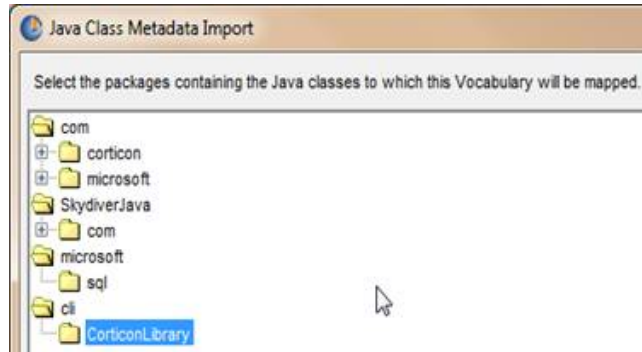 Java Class Metadata Import
Select the packages containing the Java classes to which this Vocabulary will be mapped.
com
corticon
microsoft
SkydiverJava
com
microsoft
sql
cli
CorticonLibrary